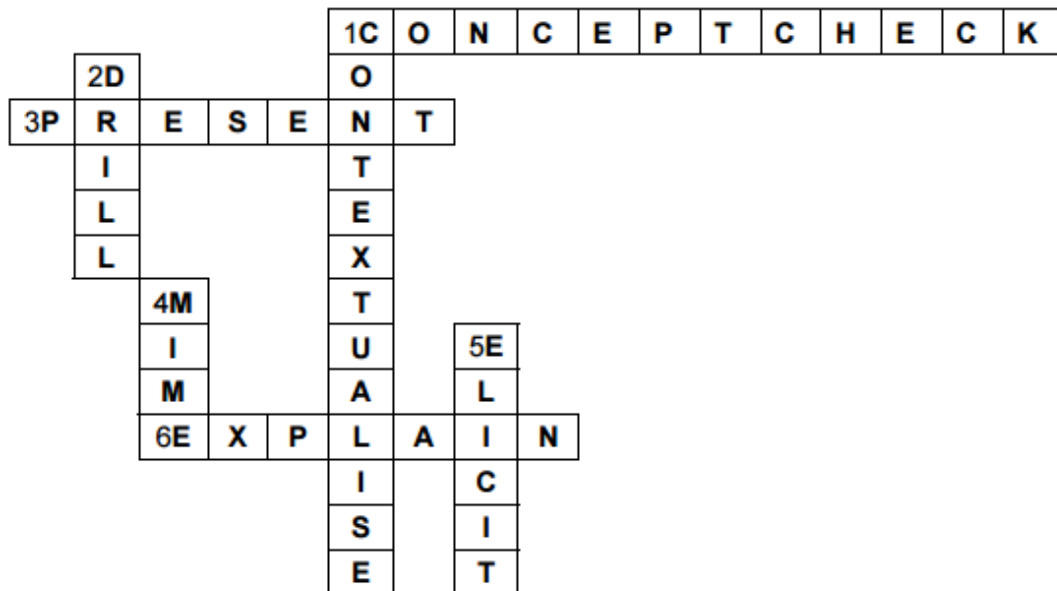 1C O N C E P T C H E C K
2D O
3P R E S E N T
I T
L E
L X
4M T
I U 5E
M A L
6E X P L A I N
I C
S I
E T